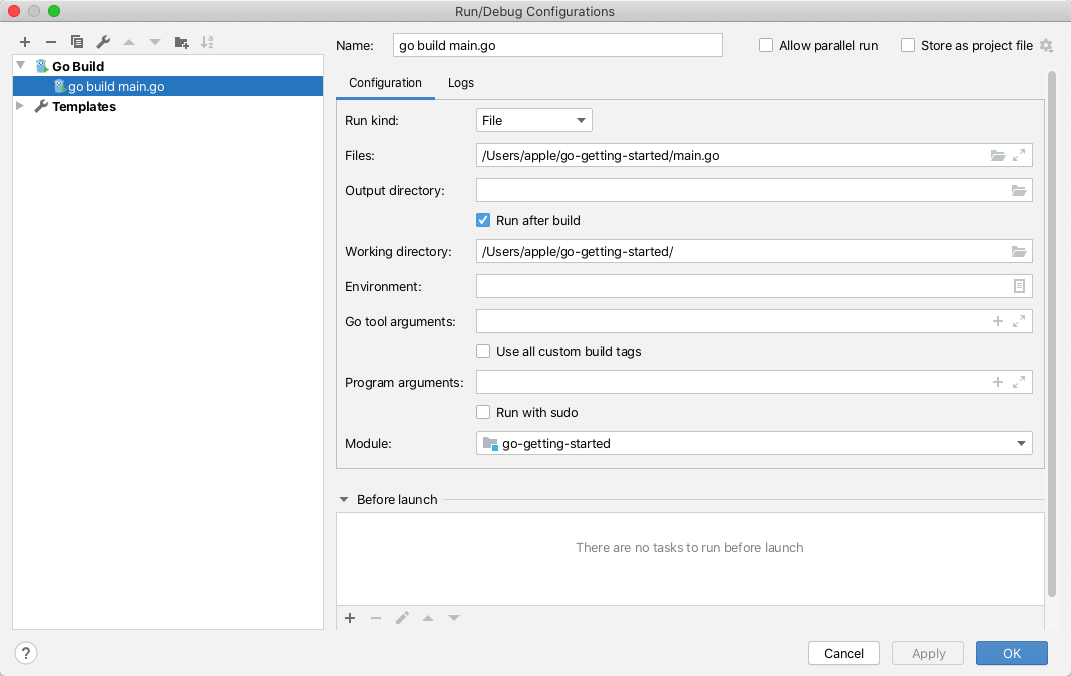 Run/Debug Configurations
Go Build
go build main.go
Templates
Name: go build main.go Allow parallel run Store as project file
Configuration Logs
Run kind: File
Files: /Users/apple/go-getting-started/main.go
Output directory:
Run after build
Working directory: /Users/apple/go-getting-started/
Environment:
Go tool arguments:
Use all custom build tags
Program arguments:
Run with sudo
Module: go-getting-started
Before launch
There are no tasks to run before launch
? Cancel Apply OK